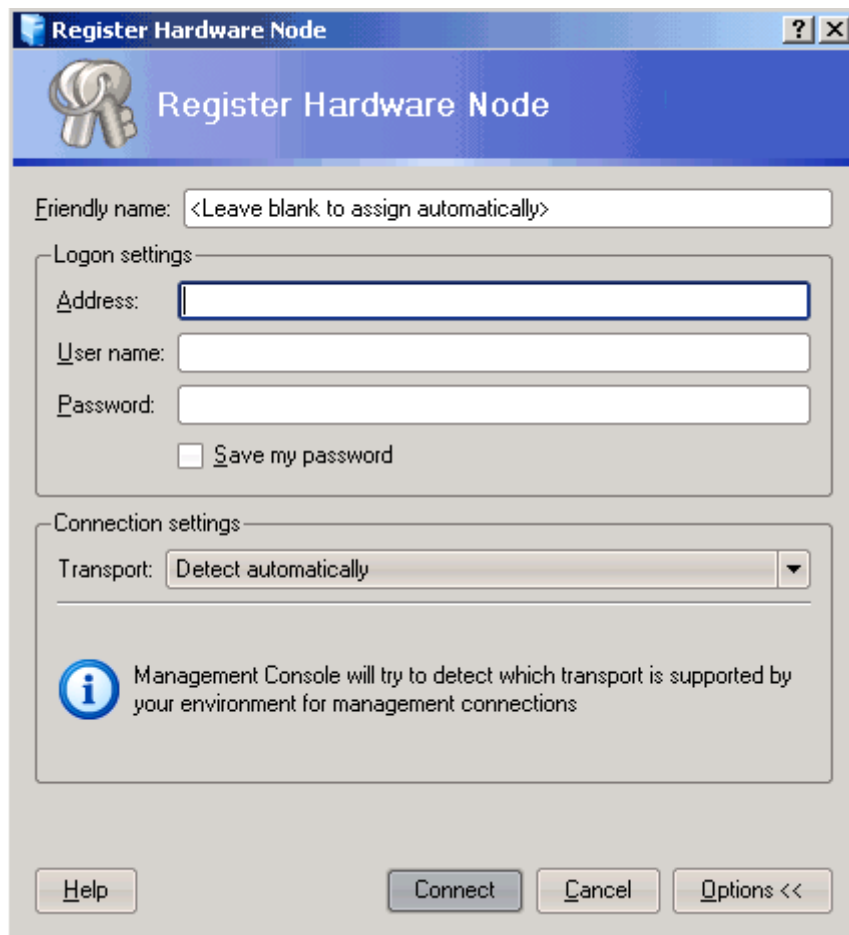 Register Hardware Node
Register Hardware Node
Friendly name: <Leave blank to assign automatically>
Logon settings
Address:
User name:
Password:
Save my password
Connection settings
Transport: Detect automatically
Management Console will try to detect which transport is supported by
your environment for management connections
Help Connect Cancel Options <<